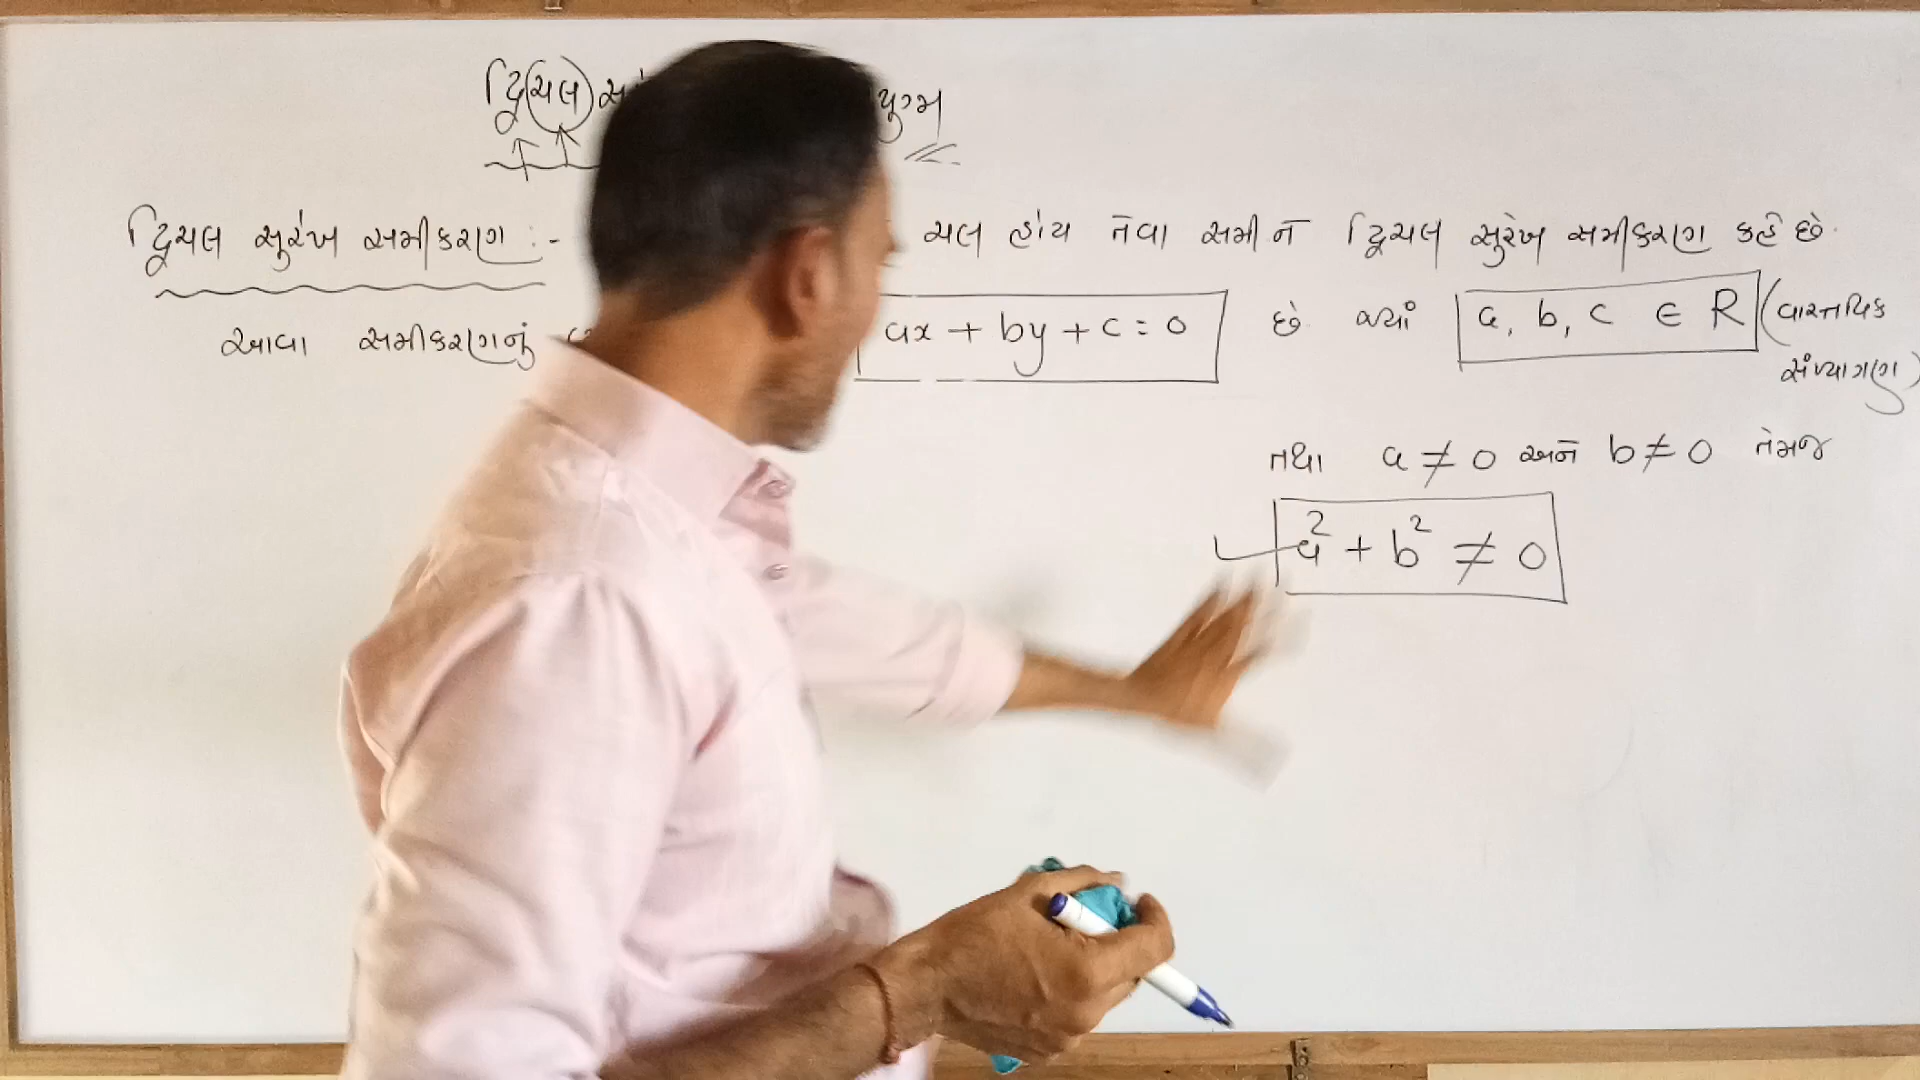 દ્વિચલ યુગ્મ
દ્વિચલ સુરેખ સમીકરણ :- ચલ હોય તેવા સમી ને દ્વિચલ સુરેખ સમીકરણ કહે છે.
આવા સમીકરણનું ax + by + c = 0 છે જ્યાં a, b, c ∈ R (વાસ્તવિક
સંખ્યાગણ)
તથા a ≠ 0 અને b ≠ 0 તેમજ
a² + b² ≠ 0